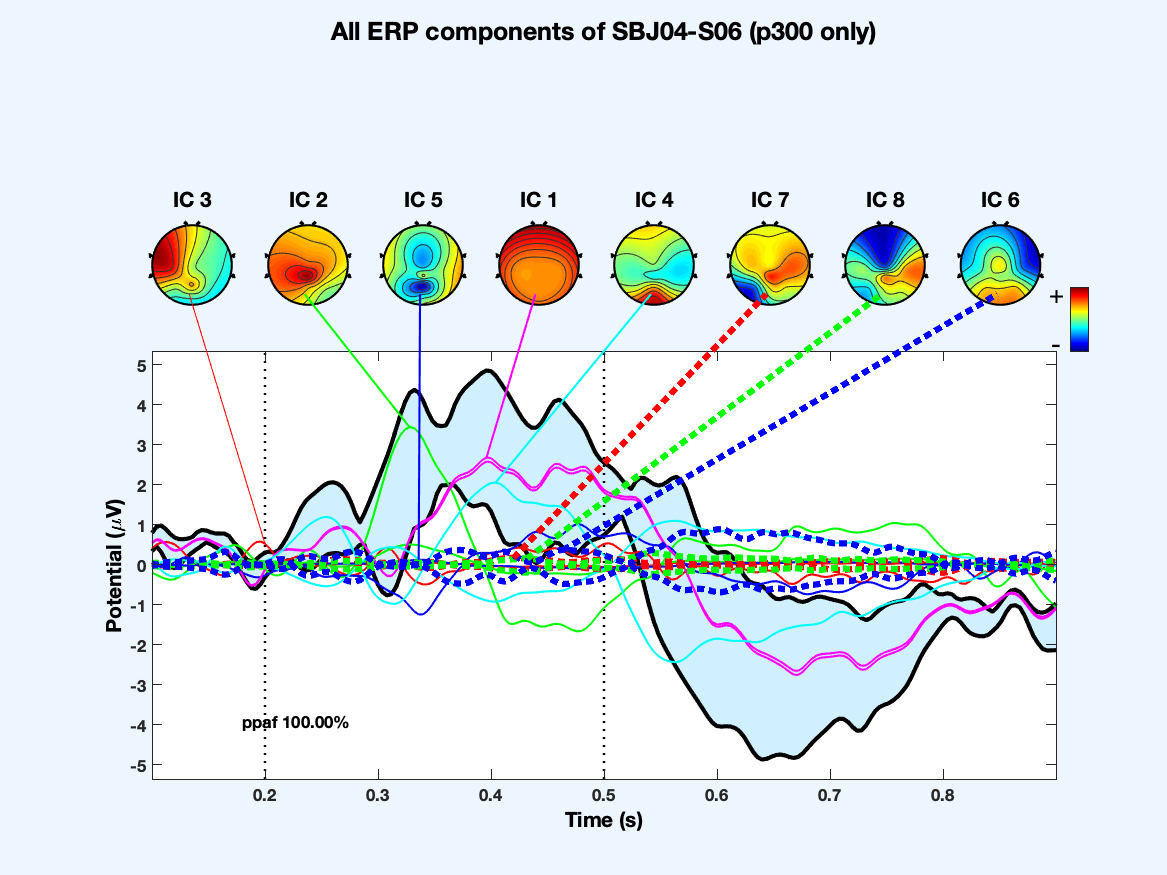 All ERP components of SBJ04-S06 (p300 only)
IC 3 IC 2 IC 5 IC 1 IC 4 IC 7 IC 8 IC 6
+
-
5
4
3
2
1
0
-1
-2
-3
-4
-5
Potential (μV)
ppaf 100.00%
0.2 0.3 0.4 0.5 0.6 0.7 0.8
Time (s)